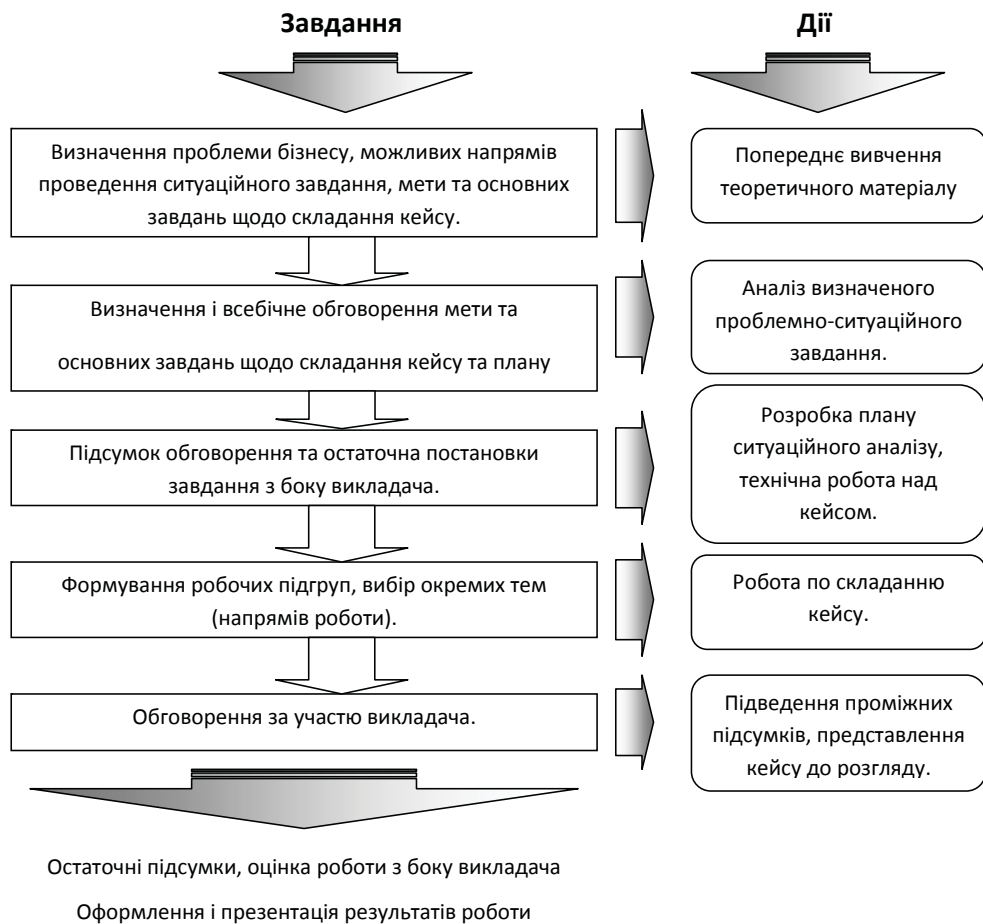 Завдання
Дії
Визначення проблеми бізнесу, можливих напрямів
проведення ситуаційного завдання, мети та основних
завдань щодо складання кейсу.
Попереднє вивчення
теоретичного матеріалу
Визначення і всебічне обговорення мети та
основних завдань щодо складання кейсу та плану
Аналіз визначеного
проблемно-ситуаційного
завдання.
Підсумок обговорення та остаточна постановки
завдання з боку викладача.
Розробка плану
ситуаційного аналізу,
технічна робота над
кейсом.
Формування робочих підгруп, вибір окремих тем
(напрямів роботи).
Робота по складанню
кейсу.
Обговорення за участю викладача.
Підведення проміжних
підсумків, представлення
кейсу до розгляду.
Остаточні підсумки, оцінка роботи з боку викладача
Оформлення і презентація результатів роботи